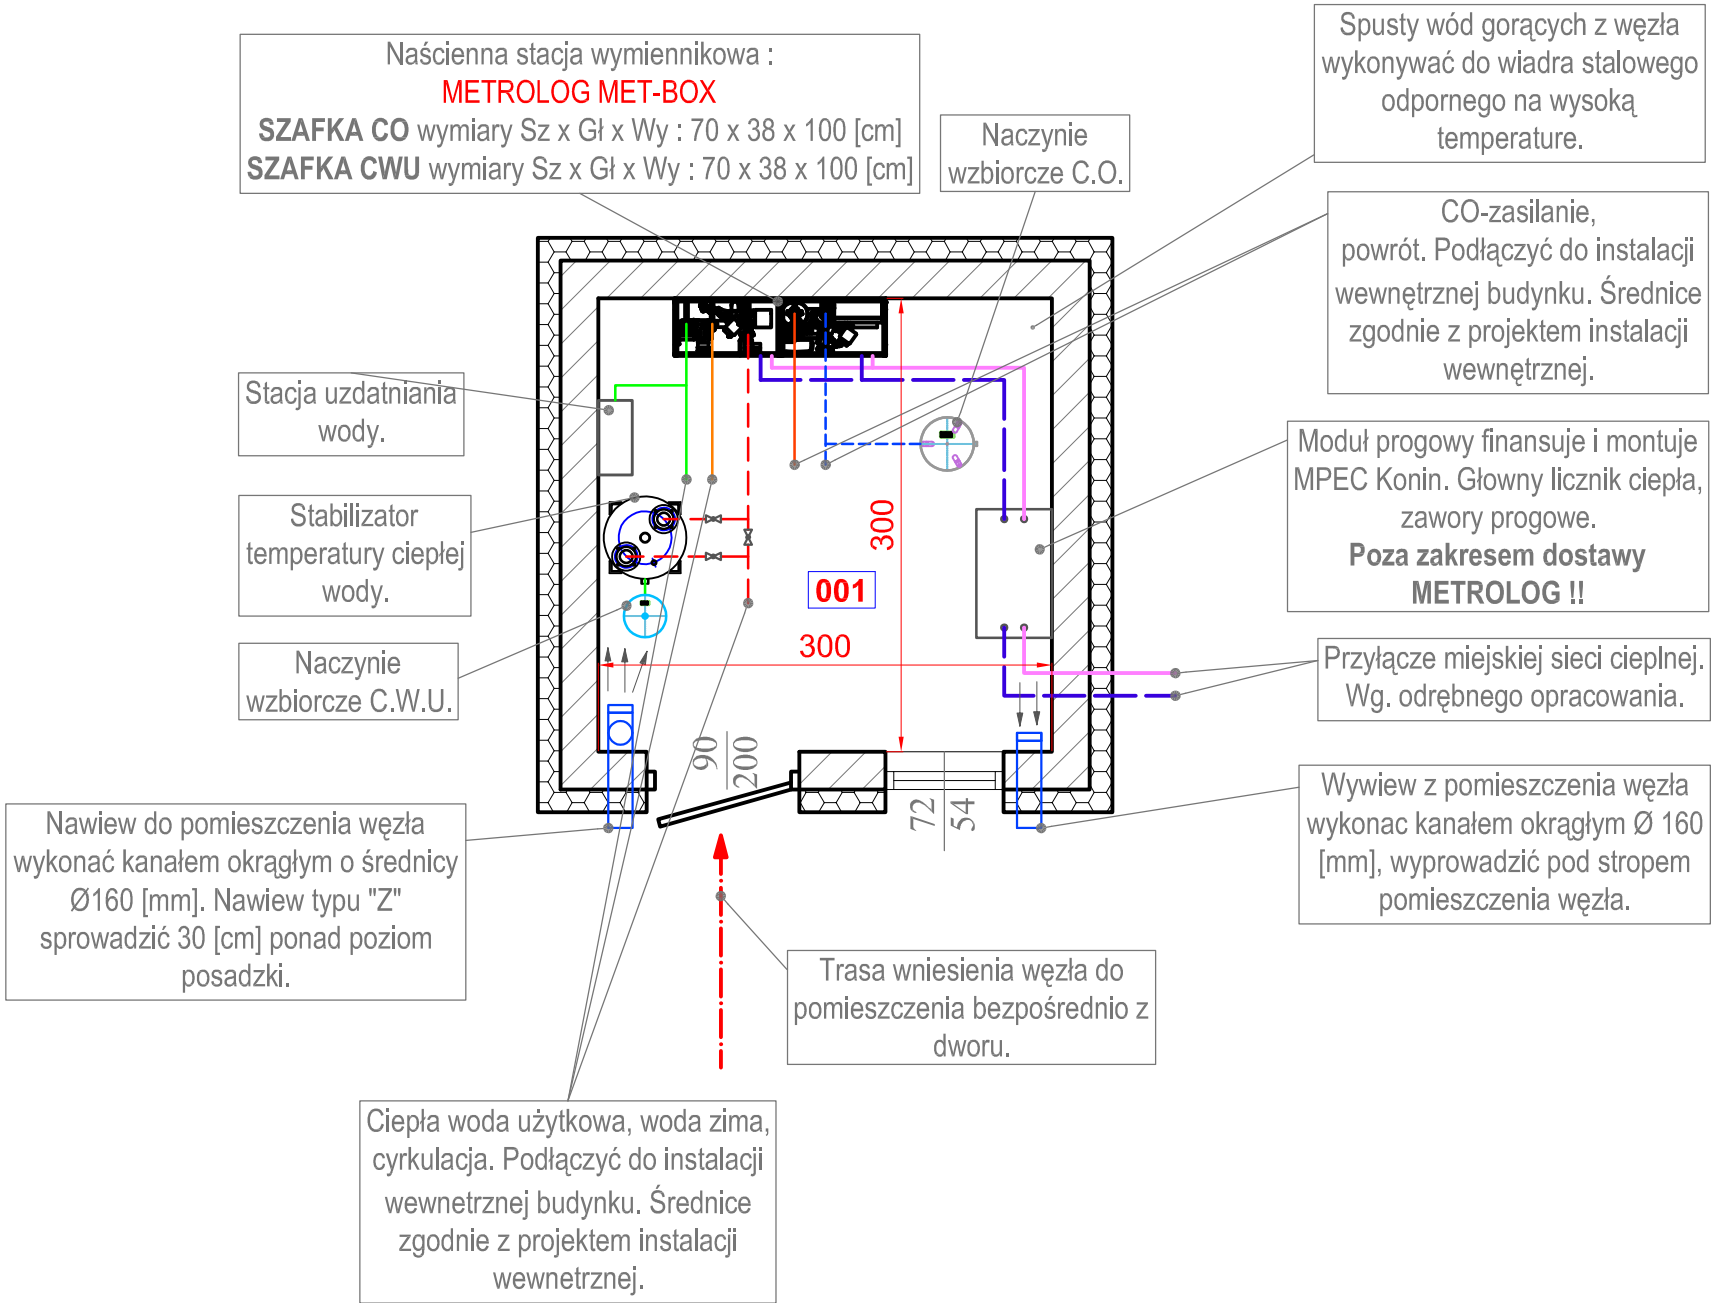 Naścienna stacja wymiennikowa :
METROLOG MET-BOX
SZAFKA CO wymiary Sz x Gł x Wy : 70 x 38 x 100 [cm]
SZAFKA CWU wymiary Sz x Gł x Wy : 70 x 38 x 100 [cm]
Naczynie
wzbiorcze C.O.
Spusty wód gorących z węzła
wykonywać do wiadra stalowego
odpornego na wysoką
temperature.
CO-zasilanie,
powrót. Podłączyć do instalacji
wewnętrznej budynku. Średnice
zgodnie z projektem instalacji
wewnętrznej.
Stacja uzdatniania
wody.
Moduł progowy finansuje i montuje
MPEC Konin. Głowny licznik ciepła,
zawory progowe.
Poza zakresem dostawy
METROLOG !!
Stabilizator
temperatury ciepłej
wody.
300
001
300
Naczynie
wzbiorcze C.W.U.
Przyłącze miejskiej sieci cieplnej.
Wg. odrębnego opracowania.
90
200
72
54
Nawiew do pomieszczenia węzła
wykonać kanałem okrągłym o średnicy
Ø160 [mm]. Nawiew typu "Z"
sprowadzić 30 [cm] ponad poziom
posadzki.
Wywiew z pomieszczenia węzła
wykonac kanałem okrągłym Ø 160
[mm], wyprowadzić pod stropem
pomieszczenia węzła.
Trasa wniesienia węzła do
pomieszczenia bezpośrednio z
dworu.
Ciepła woda użytkowa, woda zima,
cyrkulacja. Podłączyć do instalacji
wewnetrznej budynku. Średnice
zgodnie z projektem instalacji
wewnetrznej.